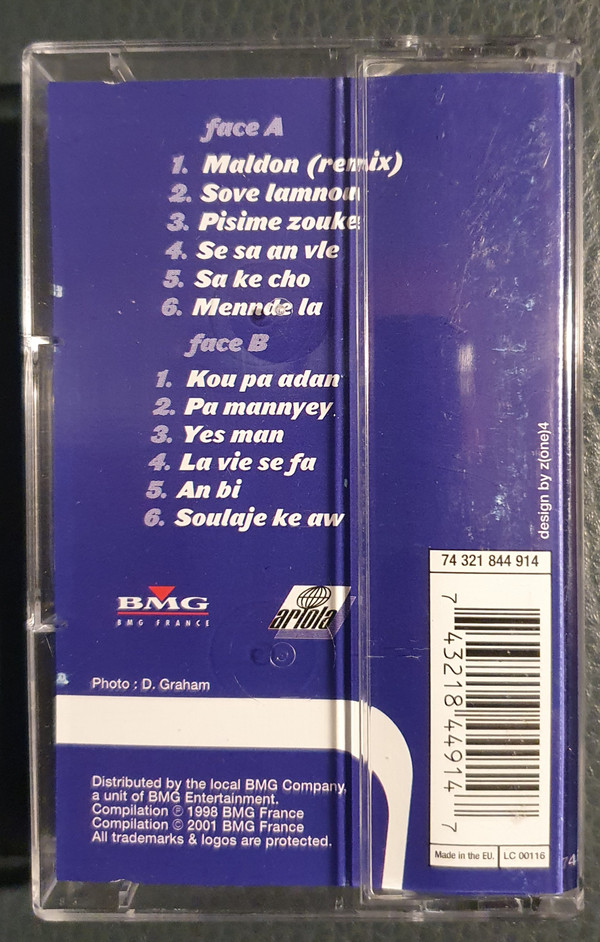 face A
1. Maldon (remix)
2. Sove lamnou
3. Pisime zouke
4. Se sa an vle
5. Sa ke cho
6. Mennde la
face B
1. Kou pa adan
2. Pa mannyey
3. Yes man
4. La vie se fa
5. An bi
6. Soulaje ke aw
design by z(one)4
BMG
BMG FRANCE
ariola
Photo : D. Graham
Distributed by the local BMG Company,
a unit of BMG Entertainment.
Compilation ℗ 1998 BMG France
Compilation © 2001 BMG France
All trademarks & logos are protected.
74 321 844 914
7 43218 44914 7
Made in the EU.
LC 00116
74